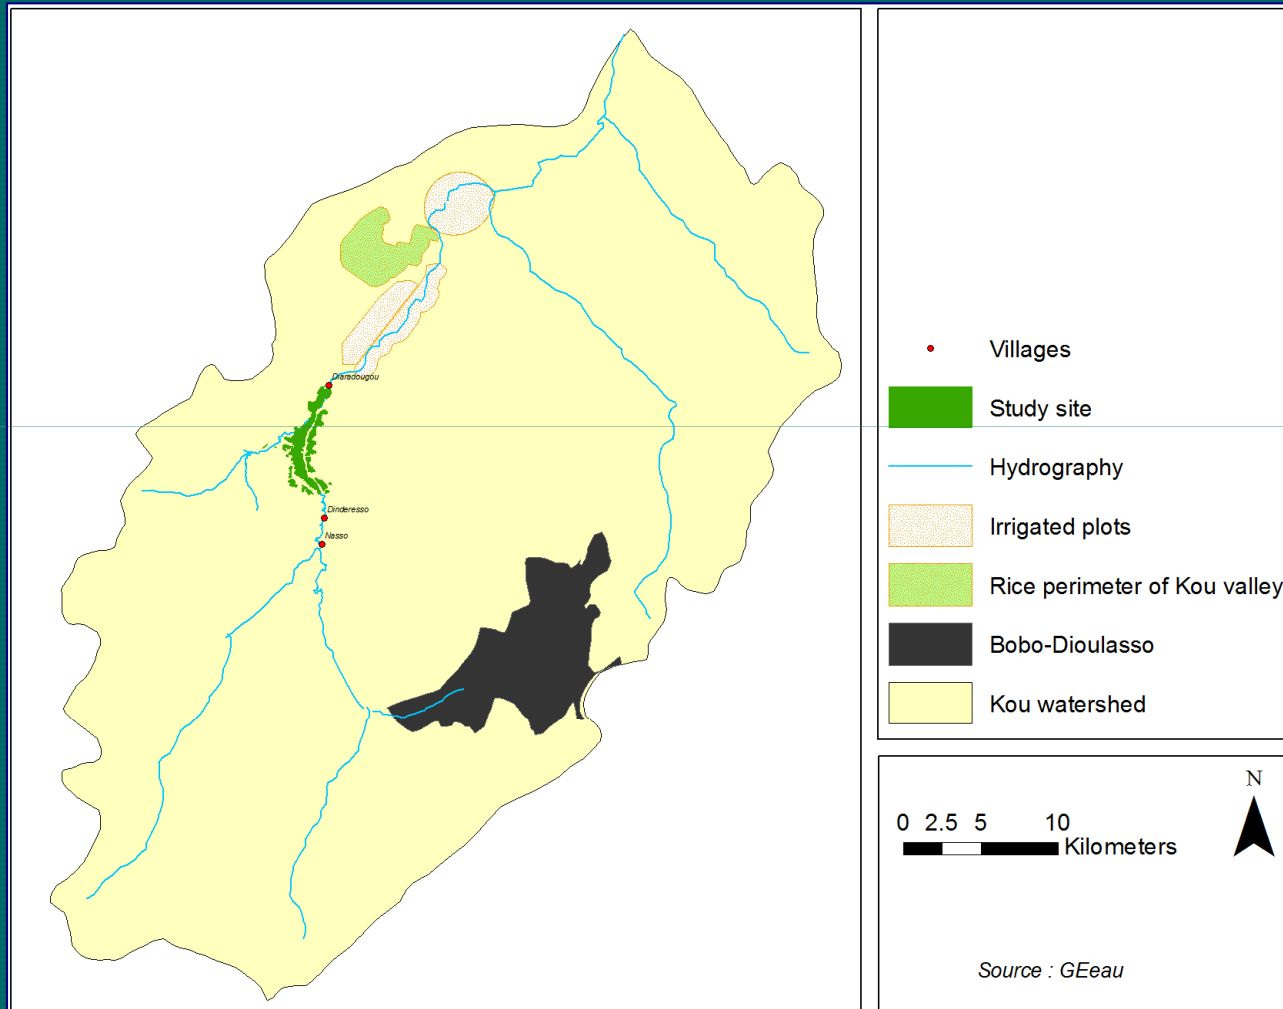 Diaradougou
Dinderesso
Nasso
Villages
Study site
Hydrography
Irrigated plots
Rice perimeter of Kou valley
Bobo-Dioulasso
Kou watershed
N
0 2.5 5 10
Kilometers
Source : GEeau